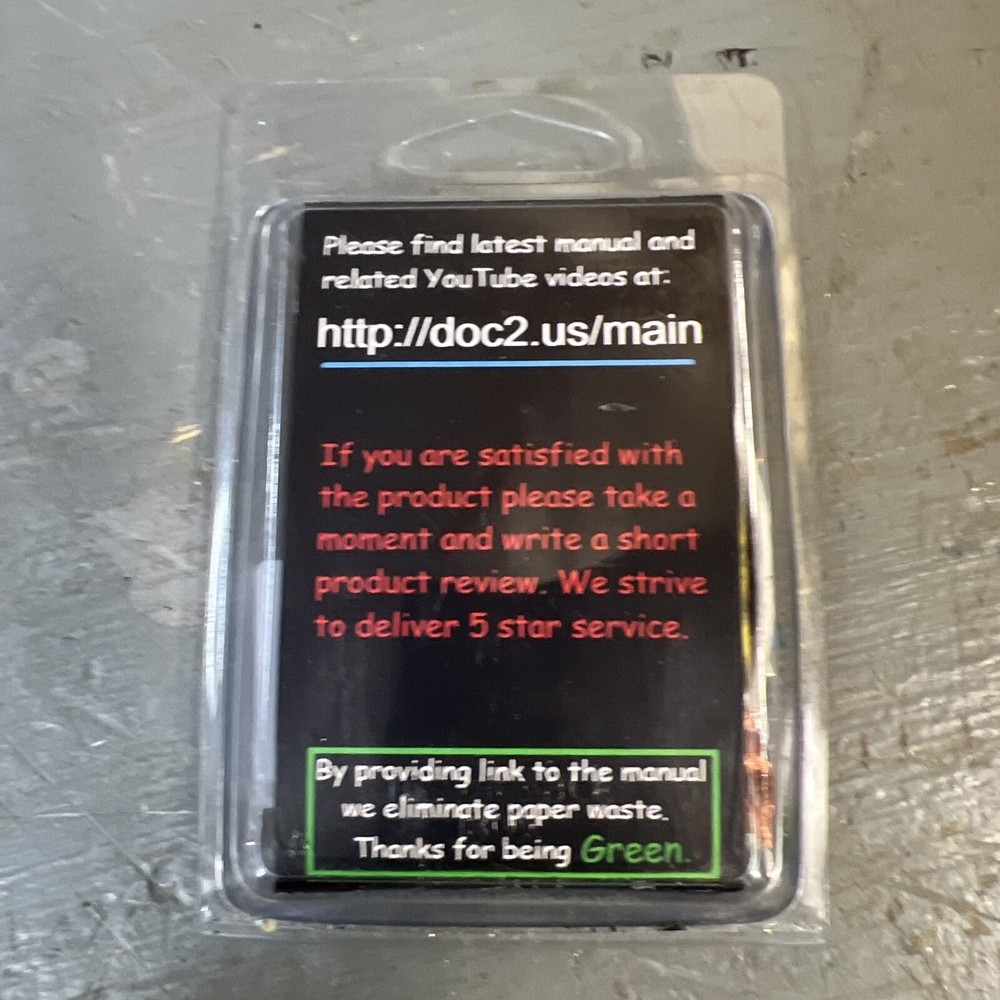 Please find latest manual and
related YouTube videos at:
http://doc2.us/main
If you are satisfied with
the product please take a
moment and write a short
product review. We strive
to deliver 5 star service.
By providing link to the manual
we eliminate paper waste.
Thanks for being Green.